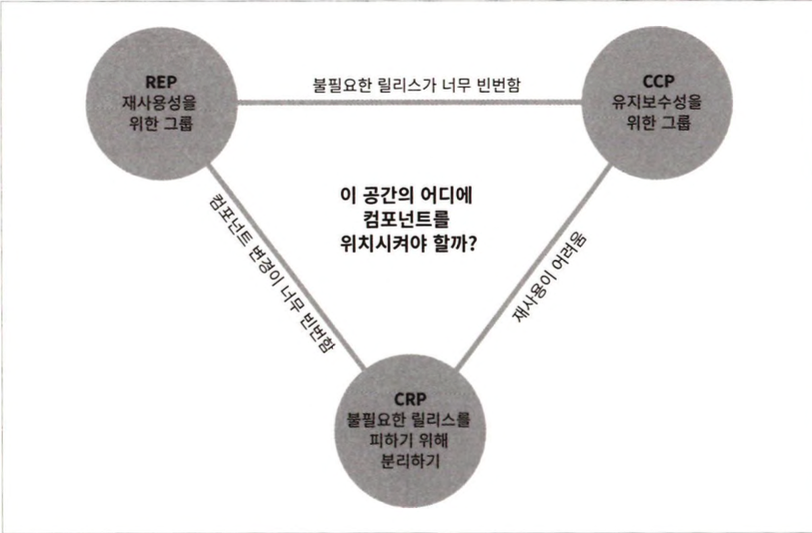 REP
재사용성을
위한 그룹
불필요한 릴리스가 너무 빈번함
CCP
유지보수성을
위한 그룹
이 공간의 어디에
컴포넌트를
위치시켜야 할까?
컴포넌트 변경이 너무 빈번함
재사용이 어려움
CRP
불필요한 릴리스를
피하기 위해
분리하기